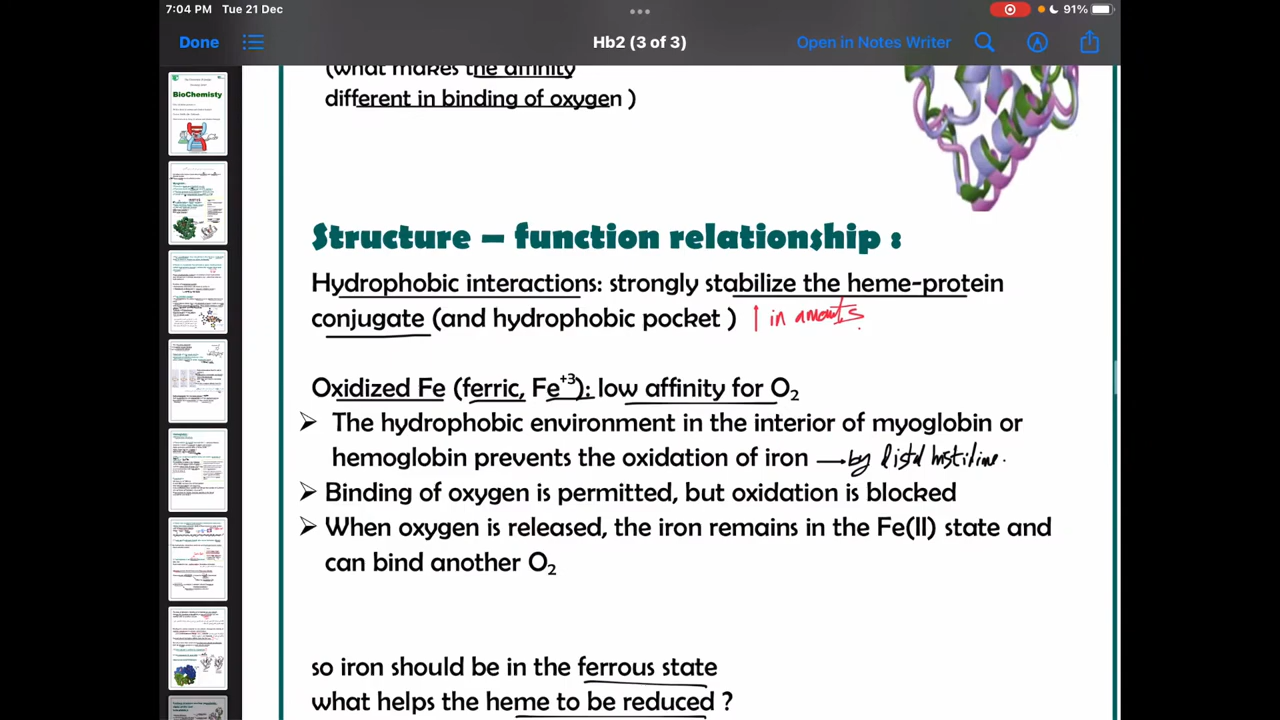 7:04 PM Tue 21 Dec
91%
Done
Hb2 (3 of 3)
Open in Notes Writer
BioChemisty
(what makes the affinity
different in binding of oxygen )
Structure – function relationship :
Hydrophobic interactions: strongly stabilize the heme-protein
conjugate (and hydrophobic pocket ) ↑ in amounts
Oxidized Fe (ferric, Fe+3): low affinity for O2
➢ The hydrophobic environment in the interior of myoglobin or
hemoglobin prevents the oxidation of iron → by distal histidine.
➢ Binding of oxygen is permitted, but oxidation is blocked
➢ When oxygen is released, the iron remains in the Fe(II) state and
can bind another O2
so iron should be in the ferrous state
what helps the heme to be reduced ?